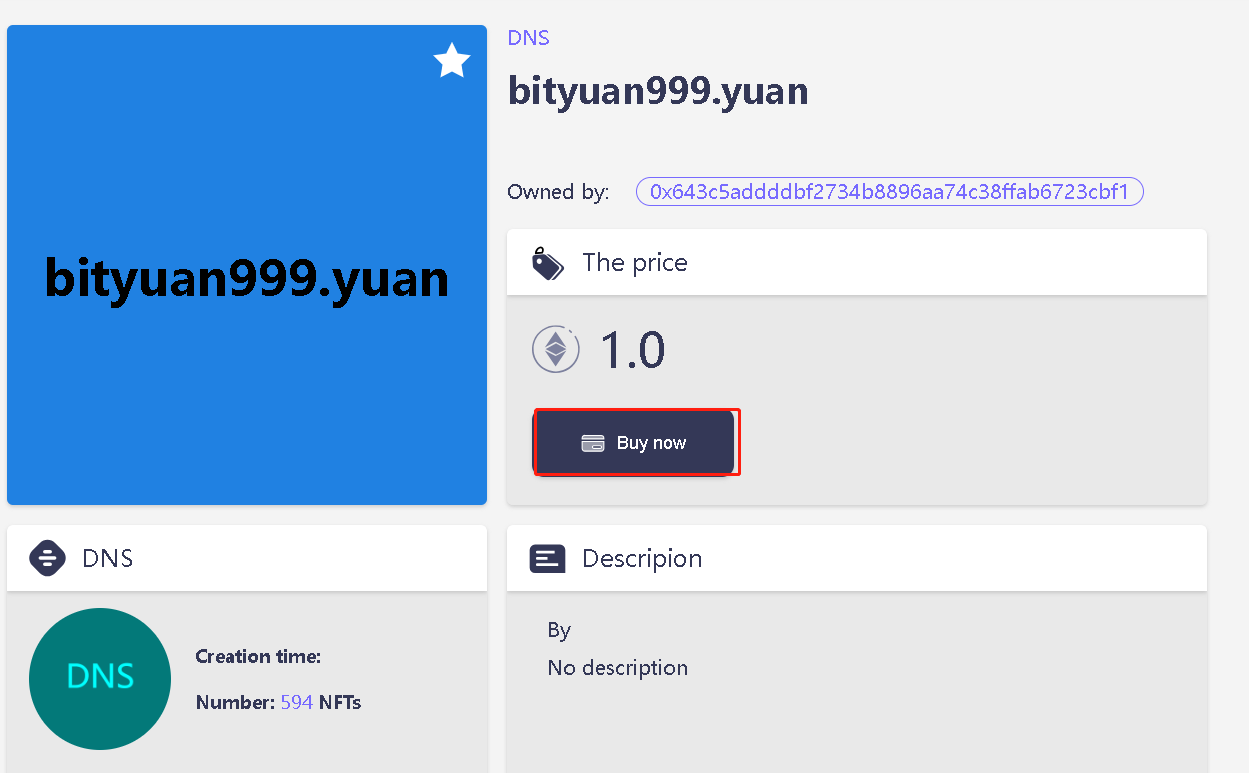 DNS
bityuan999.yuan
Owned by: 0x643c5addddbf2734b8896aa74c38ffab6723cbf1
The price
1.0
Buy now
bityuan999.yuan
DNS
DNS
Creation time:
Number: 594 NFTs
Descripion
By
No description